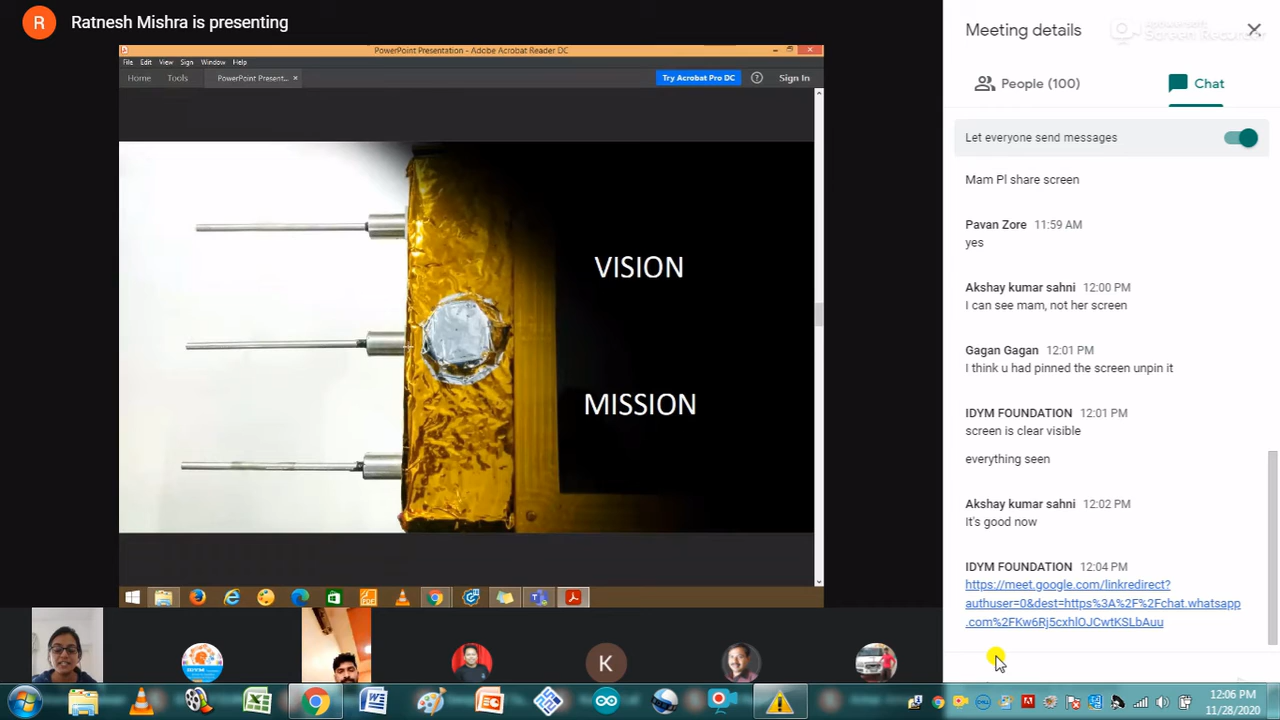 R
Ratnesh Mishra is presenting
PowerPoint Presentation - Adobe Acrobat Reader DC
File Edit View Sign Window Help
Home Tools PowerPoint Present... × Try Acrobat Pro DC ? Sign In
VISION
MISSION
Meeting details
Screen Recorder
People (100) Chat
Let everyone send messages
Mam Pl share screen
Pavan Zore 11:59 AM
yes
Akshay kumar sahni 12:00 PM
I can see mam, not her screen
Gagan Gagan 12:01 PM
I think u had pinned the screen unpin it
IDYM FOUNDATION 12:01 PM
screen is clear visible
everything seen
Akshay kumar sahni 12:02 PM
It's good now
IDYM FOUNDATION 12:04 PM
https://meet.google.com/linkredirect?
authuser=0&dest=https%3A%2F%2Fchat.whatsapp
.com%2FKw6Rj5cxhlOJCwtKSLbAuu
K
12:06 PM
11/28/2020